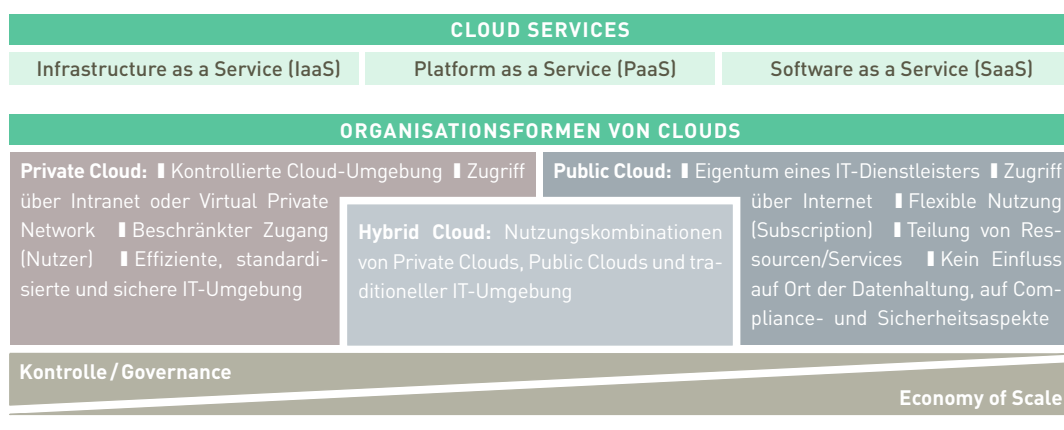 CLOUD SERVICES
Infrastructure as a Service (IaaS)
Platform as a Service (PaaS)
Software as a Service (SaaS)
ORGANISATIONSFORMEN VON CLOUDS
Private Cloud: ❚ Kontrollierte Cloud-Umgebung ❚ Zugriff
über Intranet oder Virtual Private
Network ❚ Beschränkter Zugang
(Nutzer) ❚ Effiziente, standardi-
sierte und sichere IT-Umgebung
Hybrid Cloud: Nutzungskombinationen
von Private Clouds, Public Clouds und tra-
ditioneller IT-Umgebung
Public Cloud: ❚ Eigentum eines IT-Dienstleisters ❚ Zugriff
über Internet ❚ Flexible Nutzung
(Subscription) ❚ Teilung von Res-
sourcen/Services ❚ Kein Einfluss
auf Ort der Datenhaltung, auf Com-
pliance- und Sicherheitsaspekte
Kontrolle / Governance
Economy of Scale